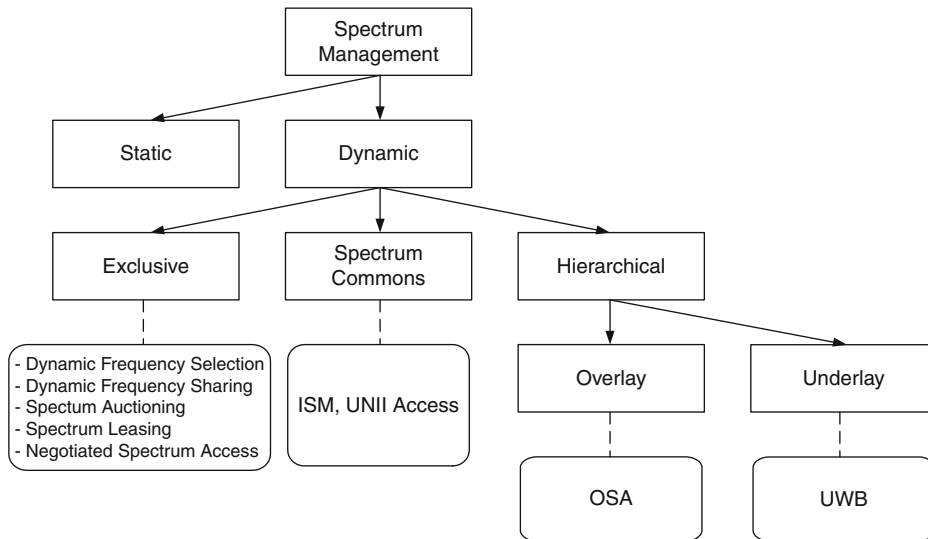 Spectrum
Management
Static
Dynamic
Exclusive
Spectrum
Commons
Hierarchical
- Dynamic Frequency Selection
- Dynamic Frequency Sharing
- Spectum Auctioning
- Spectrum Leasing
- Negotiated Spectrum Access
ISM, UNII Access
Overlay
Underlay
OSA
UWB